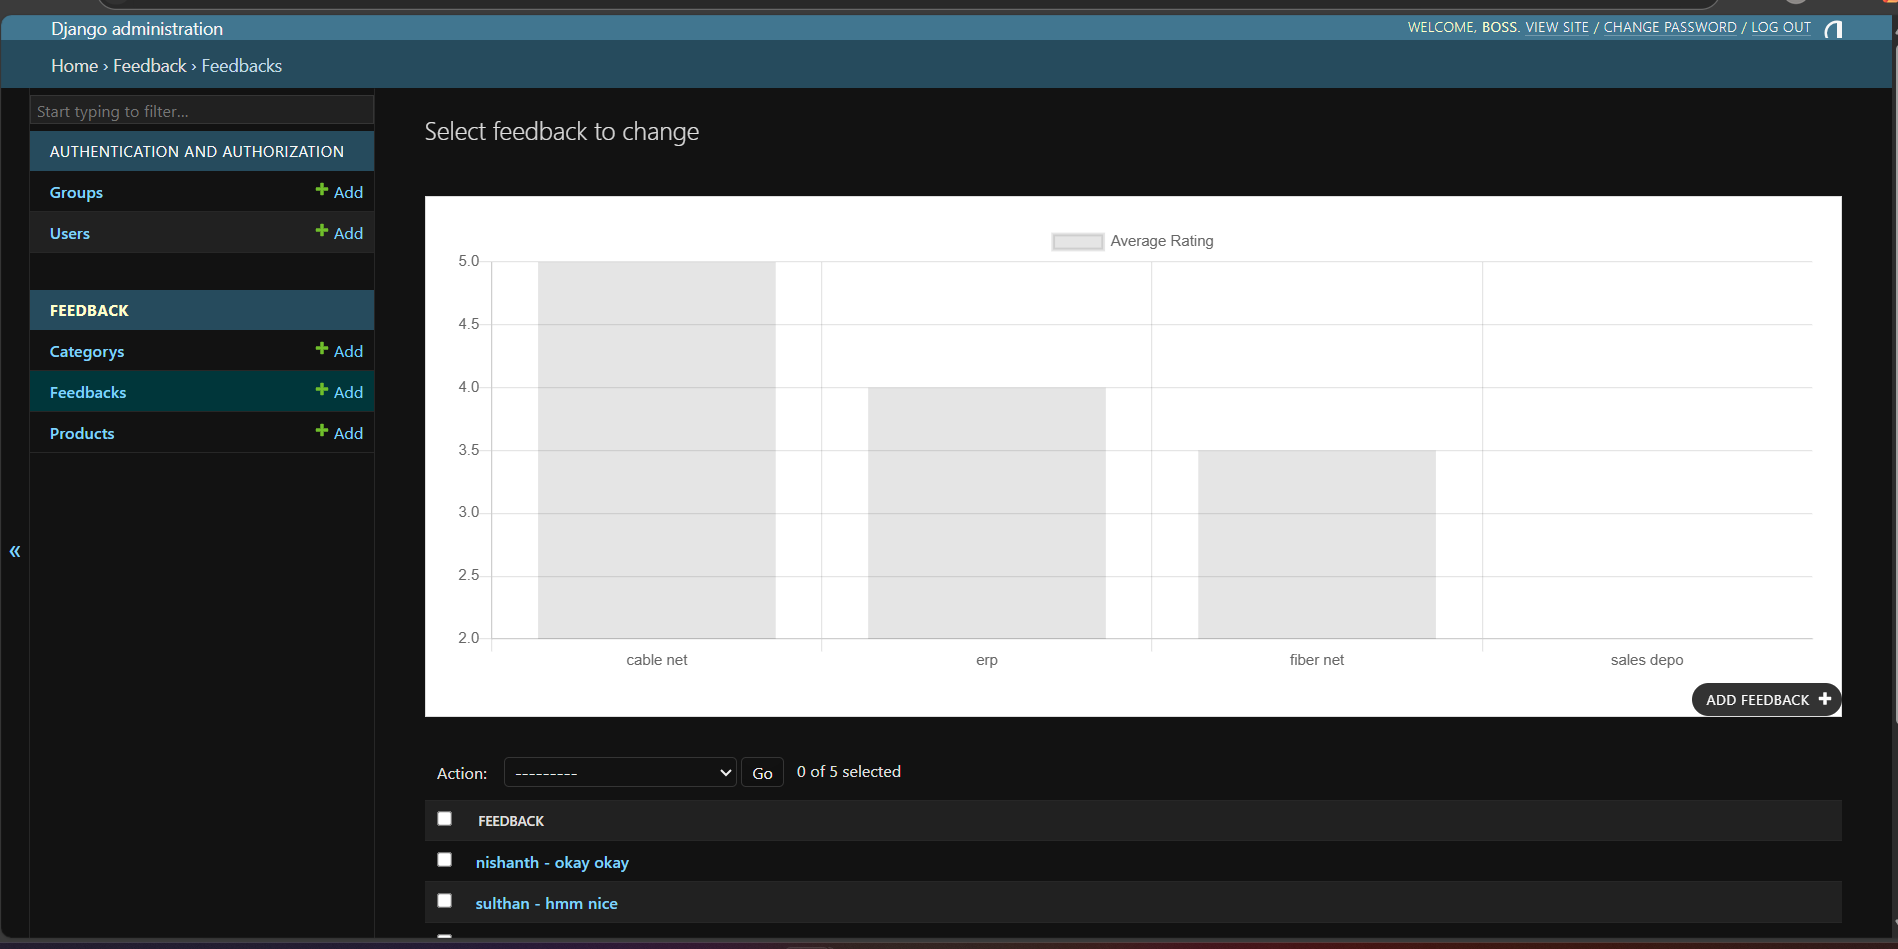 Django administration
WELCOME, BOSS. VIEW SITE / CHANGE PASSWORD / LOG OUT
Home › Feedback › Feedbacks
Start typing to filter...
AUTHENTICATION AND AUTHORIZATION
Groups + Add
Users + Add
FEEDBACK
Categorys + Add
Feedbacks + Add
Products + Add
«
Select feedback to change
Average Rating
5.0
4.5
4.0
3.5
3.0
2.5
2.0
cable net erp fiber net sales depo
ADD FEEDBACK +
Action: --------- Go 0 of 5 selected
FEEDBACK
nishanth - okay okay
sulthan - hmm nice